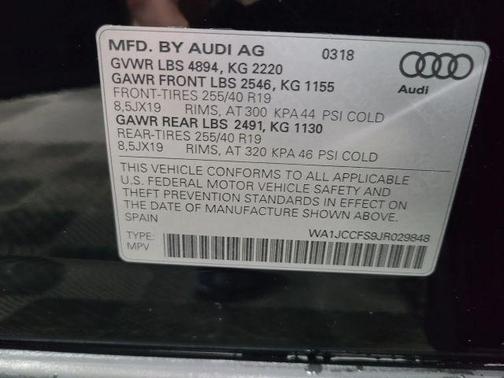 MFD. BY AUDI AG 0318
GVWR LBS 4894, KG 2220
GAWR FRONT LBS 2546, KG 1155
FRONT-TIRES 255/40 R19
8,5JX19 RIMS, AT 300 KPA 44 PSI COLD
GAWR REAR LBS 2491, KG 1130
REAR-TIRES 255/40 R19
8,5JX19 RIMS, AT 320 KPA 46 PSI COLD
Audi
THIS VEHICLE CONFORMS TO ALL APPLICABLE
U.S. FEDERAL MOTOR VEHICLE SAFETY AND
THEFT PREVENTION STANDARDS IN EFFECT ON
THE DATE OF MANUFACTURE SHOWN ABOVE.
SPAIN
WA1JCCFS9JR029848
TYPE:
MPV